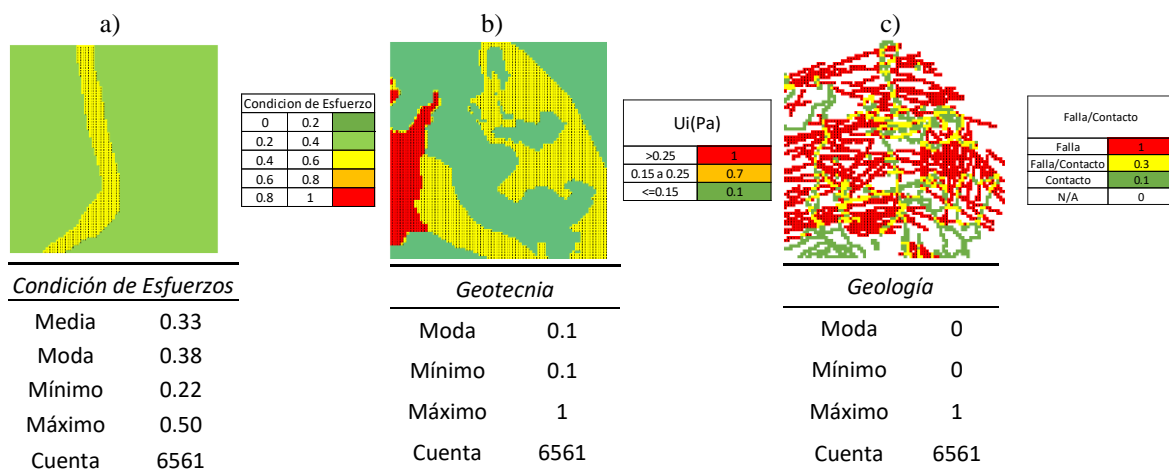 a)
b)
c)
Condicion de Esfuerzo
0 0.2
0.2 0.4
0.4 0.6
0.6 0.8
0.8 1
Ui(Pa)
>0.25 1
0.15 a 0.25 0.7
<=0.15 0.1
Falla/Contacto
Falla 1
Falla/Contacto 0.3
Contacto 0.1
N/A 0
Condición de Esfuerzos
Media 0.33
Moda 0.38
Mínimo 0.22
Máximo 0.50
Cuenta 6561
Geotecnia
Moda 0.1
Mínimo 0.1
Máximo 1
Cuenta 6561
Geología
Moda 0
Mínimo 0
Máximo 1
Cuenta 6561